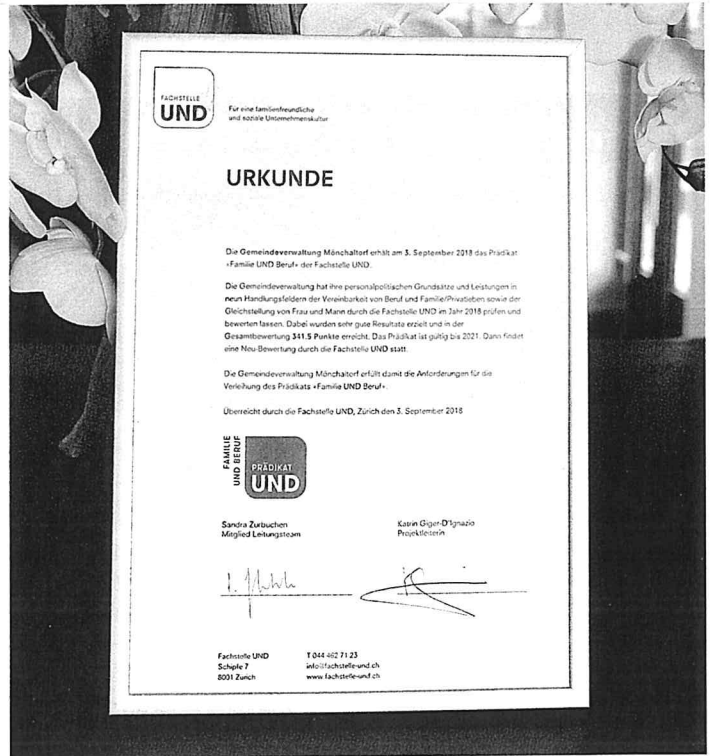 FACHSTELLE
UND
Für eine familienfreundliche
und soziale Unternehmenskultur
URKUNDE
Die Gemeindeverwaltung Mönchaltorf erhält am 3. September 2018 das Prädikat
«Familie UND Beruf» der Fachstelle UND.
Die Gemeindeverwaltung hat ihre personalpolitischen Grundsätze und Leistungen in
neun Handlungsfeldern der Vereinbarkeit von Beruf und Familie/Privatleben sowie der
Gleichstellung von Frau und Mann durch die Fachstelle UND im Jahr 2018 prüfen und
bewerten lassen. Dabei wurden sehr gute Resultate erzielt und in der
Gesamtbewertung 341.5 Punkte erreicht. Das Prädikat ist gültig bis 2021. Dann findet
eine Neu-Bewertung durch die Fachstelle UND statt.
Die Gemeindeverwaltung Mönchaltorf erfüllt damit die Anforderungen für die
Verleihung des Prädikats «Familie UND Beruf».
Überreicht durch die Fachstelle UND, Zürich den 3. September 2018
FAMILIE
UND BERUF
PRÄDIKAT
UND
Sandra Zurbuchen
Mitglied Leitungsteam
Katrin Giger-D'Ignazio
Projektleiterin
Fachstelle UND
Schipfe 7
8001 Zürich
T 044 462 71 23
info@fachstelle-und.ch
www.fachstelle-und.ch